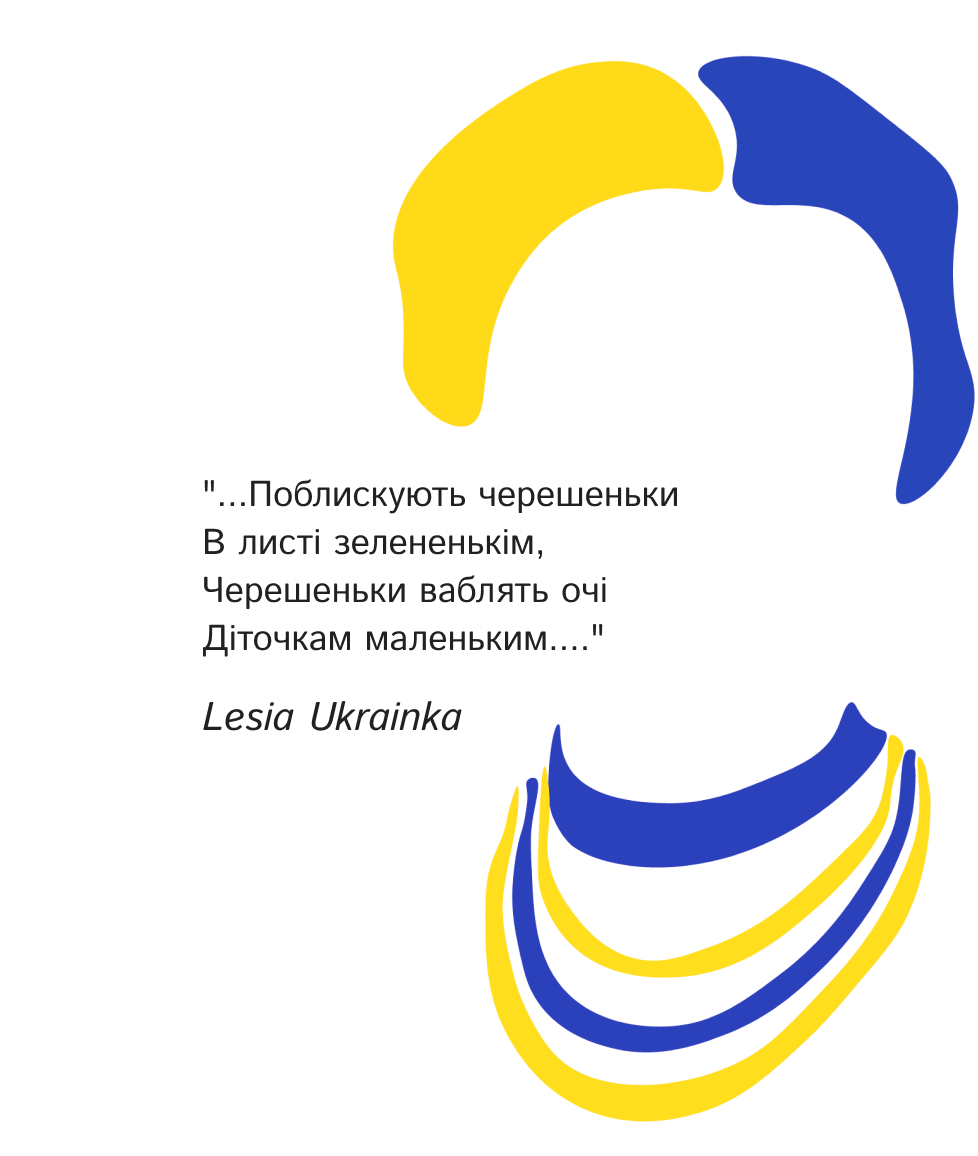 "...Поблискують черешеньки
В листі зелененькім,
Черешеньки ваблять очі
Діточкам маленьким...."
Lesia Ukrainka